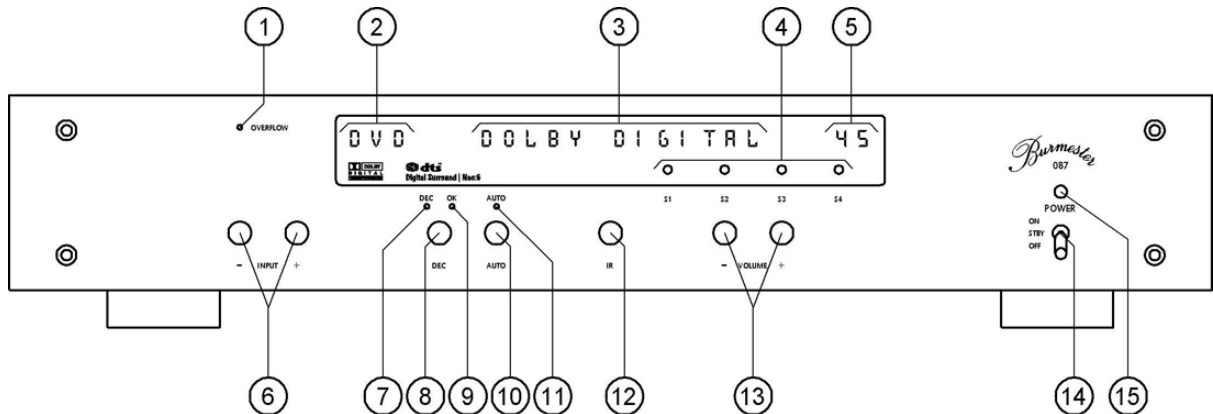 1 2 3 4 5
OVERFLOW
DVD DOLBY DIGITAL 45
DOLBY
DIGITAL
dts
Digital Surround | Neo:6
S1 S2 S3 S4
Burmester
087
POWER
ON
STBY
OFF
DEC OK AUTO
- INPUT + DEC AUTO IR - VOLUME +
6 7 8 9 10 11 12 13 14 15